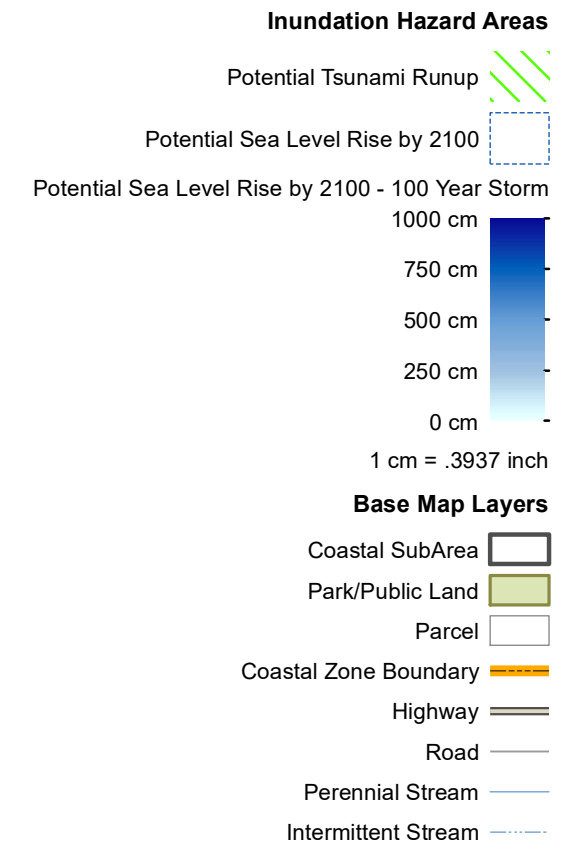 Inundation Hazard Areas
Potential Tsunami Runup
Potential Sea Level Rise by 2100
Potential Sea Level Rise by 2100 - 100 Year Storm
1000 cm
750 cm
500 cm
250 cm
0 cm
1 cm = .3937 inch
Base Map Layers
Coastal SubArea
Park/Public Land
Parcel
Coastal Zone Boundary
Highway
Road
Perennial Stream
Intermittent Stream